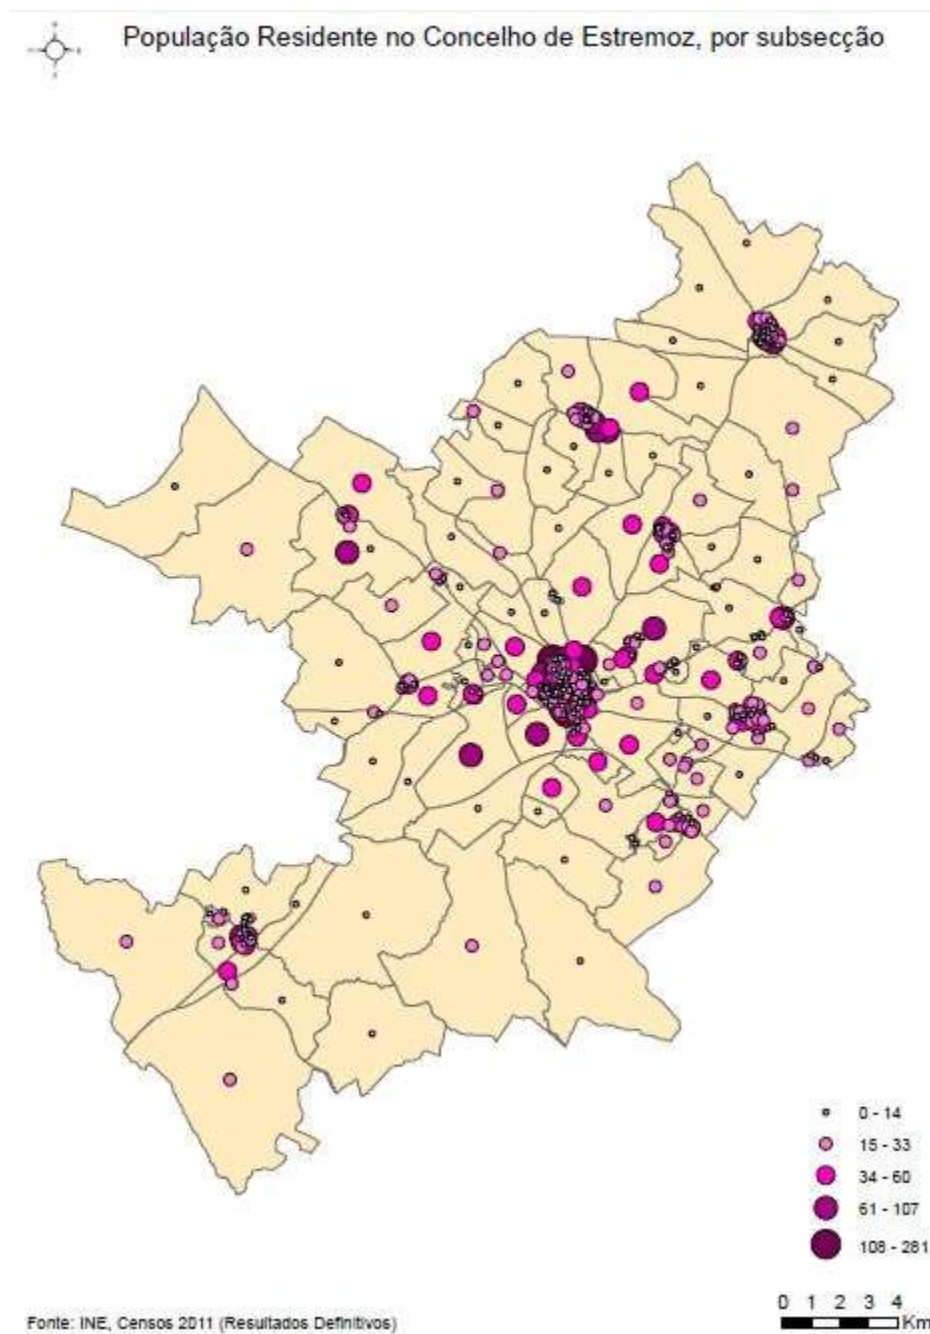 População Residente no Concelho de Estremoz, por subsecção
0 - 14
15 - 33
34 - 60
61 - 107
108 - 281
0 1 2 3 4
Km
Fonte: INE, Censos 2011 (Resultados Definitivos)